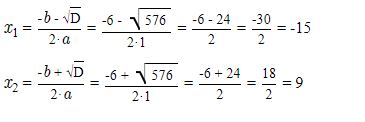 x₁ = (-b - √D)/(2·a) = (-6 - √576)/(2·1) = (-6 - 24)/2 = (-30)/2 = -15
x₂ = (-b + √D)/(2·a) = (-6 + √576)/(2·1) = (-6 + 24)/2 = 18/2 = 9